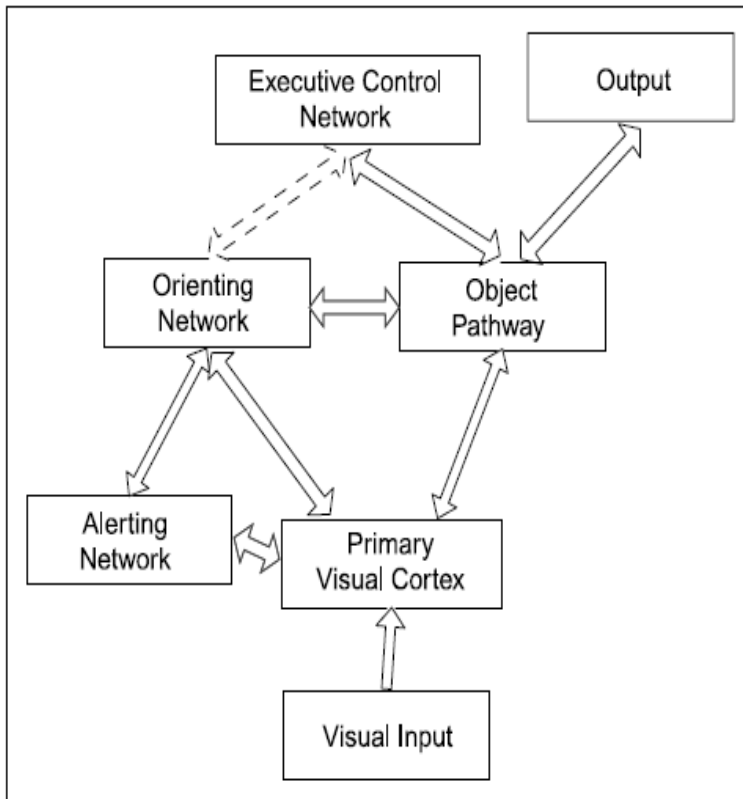 Executive Control
Network
Output
Orienting
Network
Object
Pathway
Alerting
Network
Primary
Visual Cortex
Visual Input